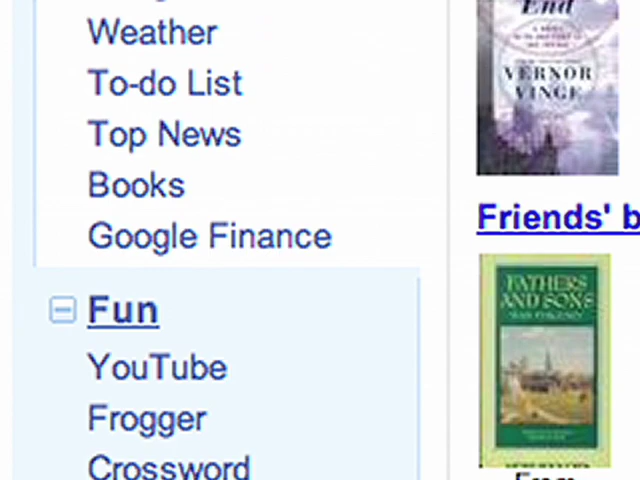 Weather
To-do List
Top News
Books
Google Finance
Fun
YouTube
Frogger
Crossword
End
VERNOR
VINGE
Friends' b
FATHERS
AND SONS